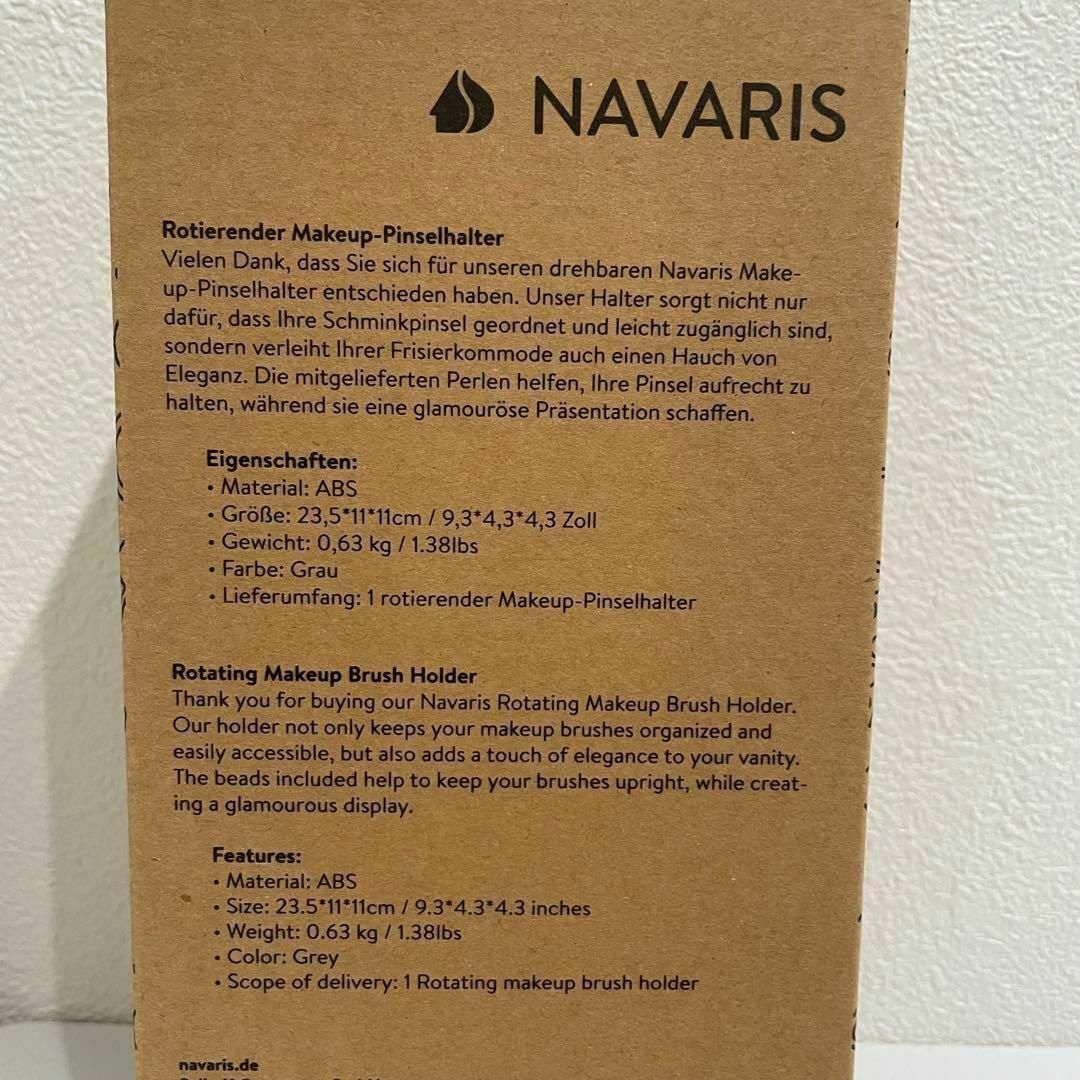 NAVARIS
Rotierender Makeup-Pinselhalter
Vielen Dank, dass Sie sich für unseren drehbaren Navaris Make-
up-Pinselhalter entschieden haben. Unser Halter sorgt nicht nur
dafür, dass Ihre Schminkpinsel geordnet und leicht zugänglich sind,
sondern verleiht Ihrer Frisierkommode auch einen Hauch von
Eleganz. Die mitgelieferten Perlen helfen, Ihre Pinsel aufrecht zu
halten, während sie eine glamouröse Präsentation schaffen.
Eigenschaften:
• Material: ABS
• Größe: 23,5*11*11cm / 9,3*4,3*4,3 Zoll
• Gewicht: 0,63 kg / 1.38lbs
• Farbe: Grau
• Lieferumfang: 1 rotierender Makeup-Pinselhalter
Rotating Makeup Brush Holder
Thank you for buying our Navaris Rotating Makeup Brush Holder.
Our holder not only keeps your makeup brushes organized and
easily accessible, but also adds a touch of elegance to your vanity.
The beads included help to keep your brushes upright, while creat-
ing a glamourous display.
Features:
• Material: ABS
• Size: 23.5*11*11cm / 9.3*4.3*4.3 inches
• Weight: 0.63 kg / 1.38lbs
• Color: Grey
• Scope of delivery: 1 Rotating makeup brush holder
navaris.de